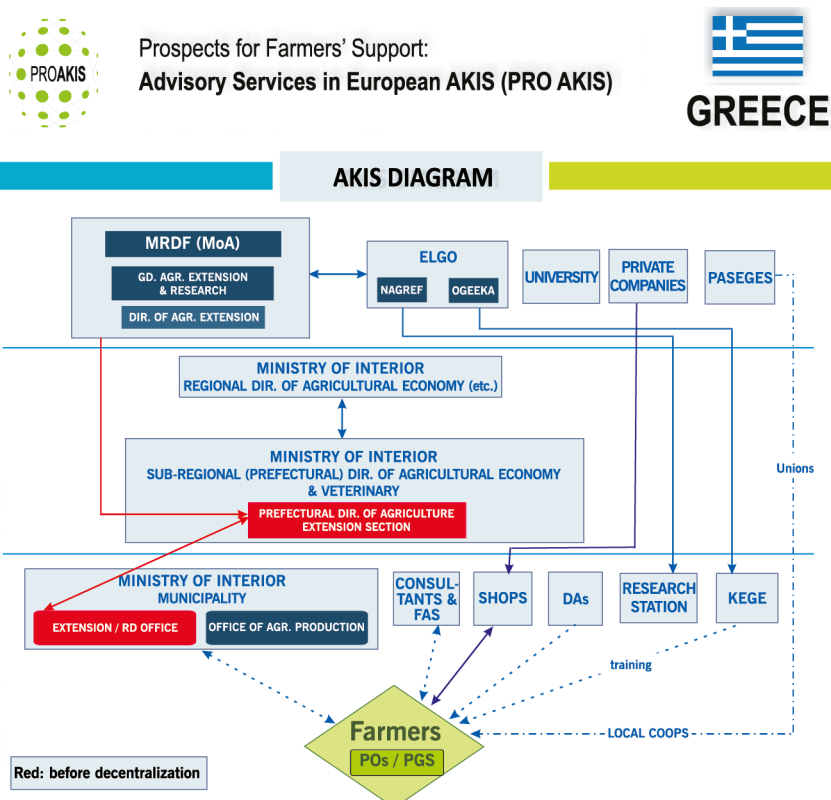 PROAKIS
Prospects for Farmers' Support:
Advisory Services in European AKIS (PRO AKIS)
GREECE
AKIS DIAGRAM
MRDF (MoA)
GD. AGR. EXTENSION
& RESEARCH
DIR. OF AGR. EXTENSION
ELGO
NAGREF
OGEEKA
UNIVERSITY
PRIVATE
COMPANIES
PASEGES
MINISTRY OF INTERIOR
REGIONAL DIR. OF AGRICULTURAL ECONOMY (etc.)
MINISTRY OF INTERIOR
SUB-REGIONAL (PREFECTURAL) DIR. OF AGRICULTURAL ECONOMY
& VETERINARY
PREFECTURAL DIR. OF AGRICULTURE
EXTENSION SECTION
Unions
MINISTRY OF INTERIOR
MUNICIPALITY
EXTENSION / RD OFFICE
OFFICE OF AGR. PRODUCTION
CONSUL-
TANTS &
FAS
SHOPS
DAs
RESEARCH
STATION
KEGE
training
LOCAL COOPS
Farmers
POs / PGS
Red: before decentralization